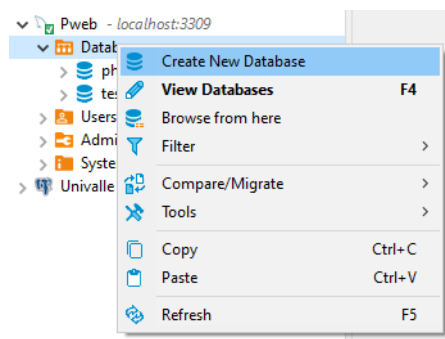 Pweb - localhost:3309
Datab
Create New Database
ph
View Databases F4
te
Users
Browse from here
Admi
Filter
Syste
Univalle
Compare/Migrate
Tools
Copy Ctrl+C
Paste Ctrl+V
Refresh F5